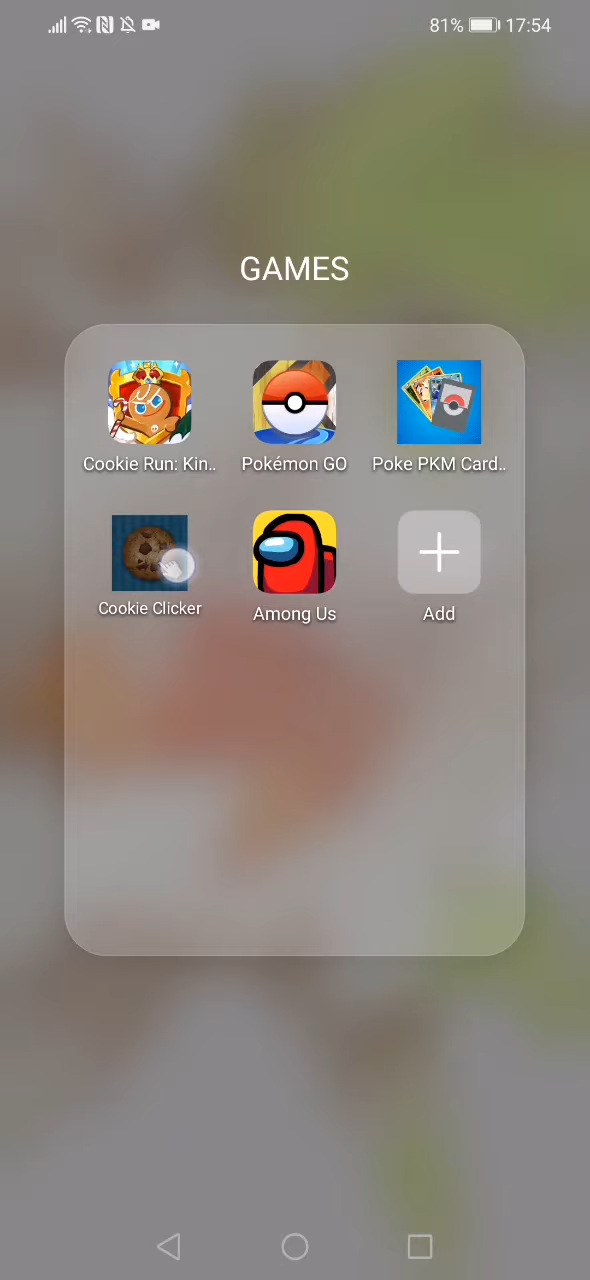 81% 17:54
GAMES
Cookie Run: Kin..
Pokémon GO
Poke PKM Card..
Cookie Clicker
Among Us
Add